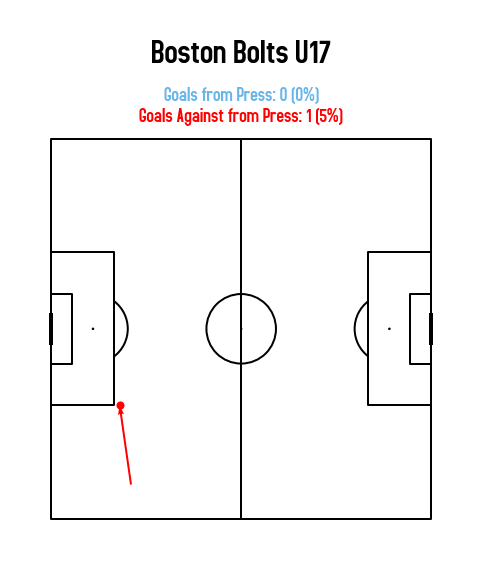 Boston Bolts U17
Goals from Press: 0 (0%)
Goals Against from Press: 1 (5%)